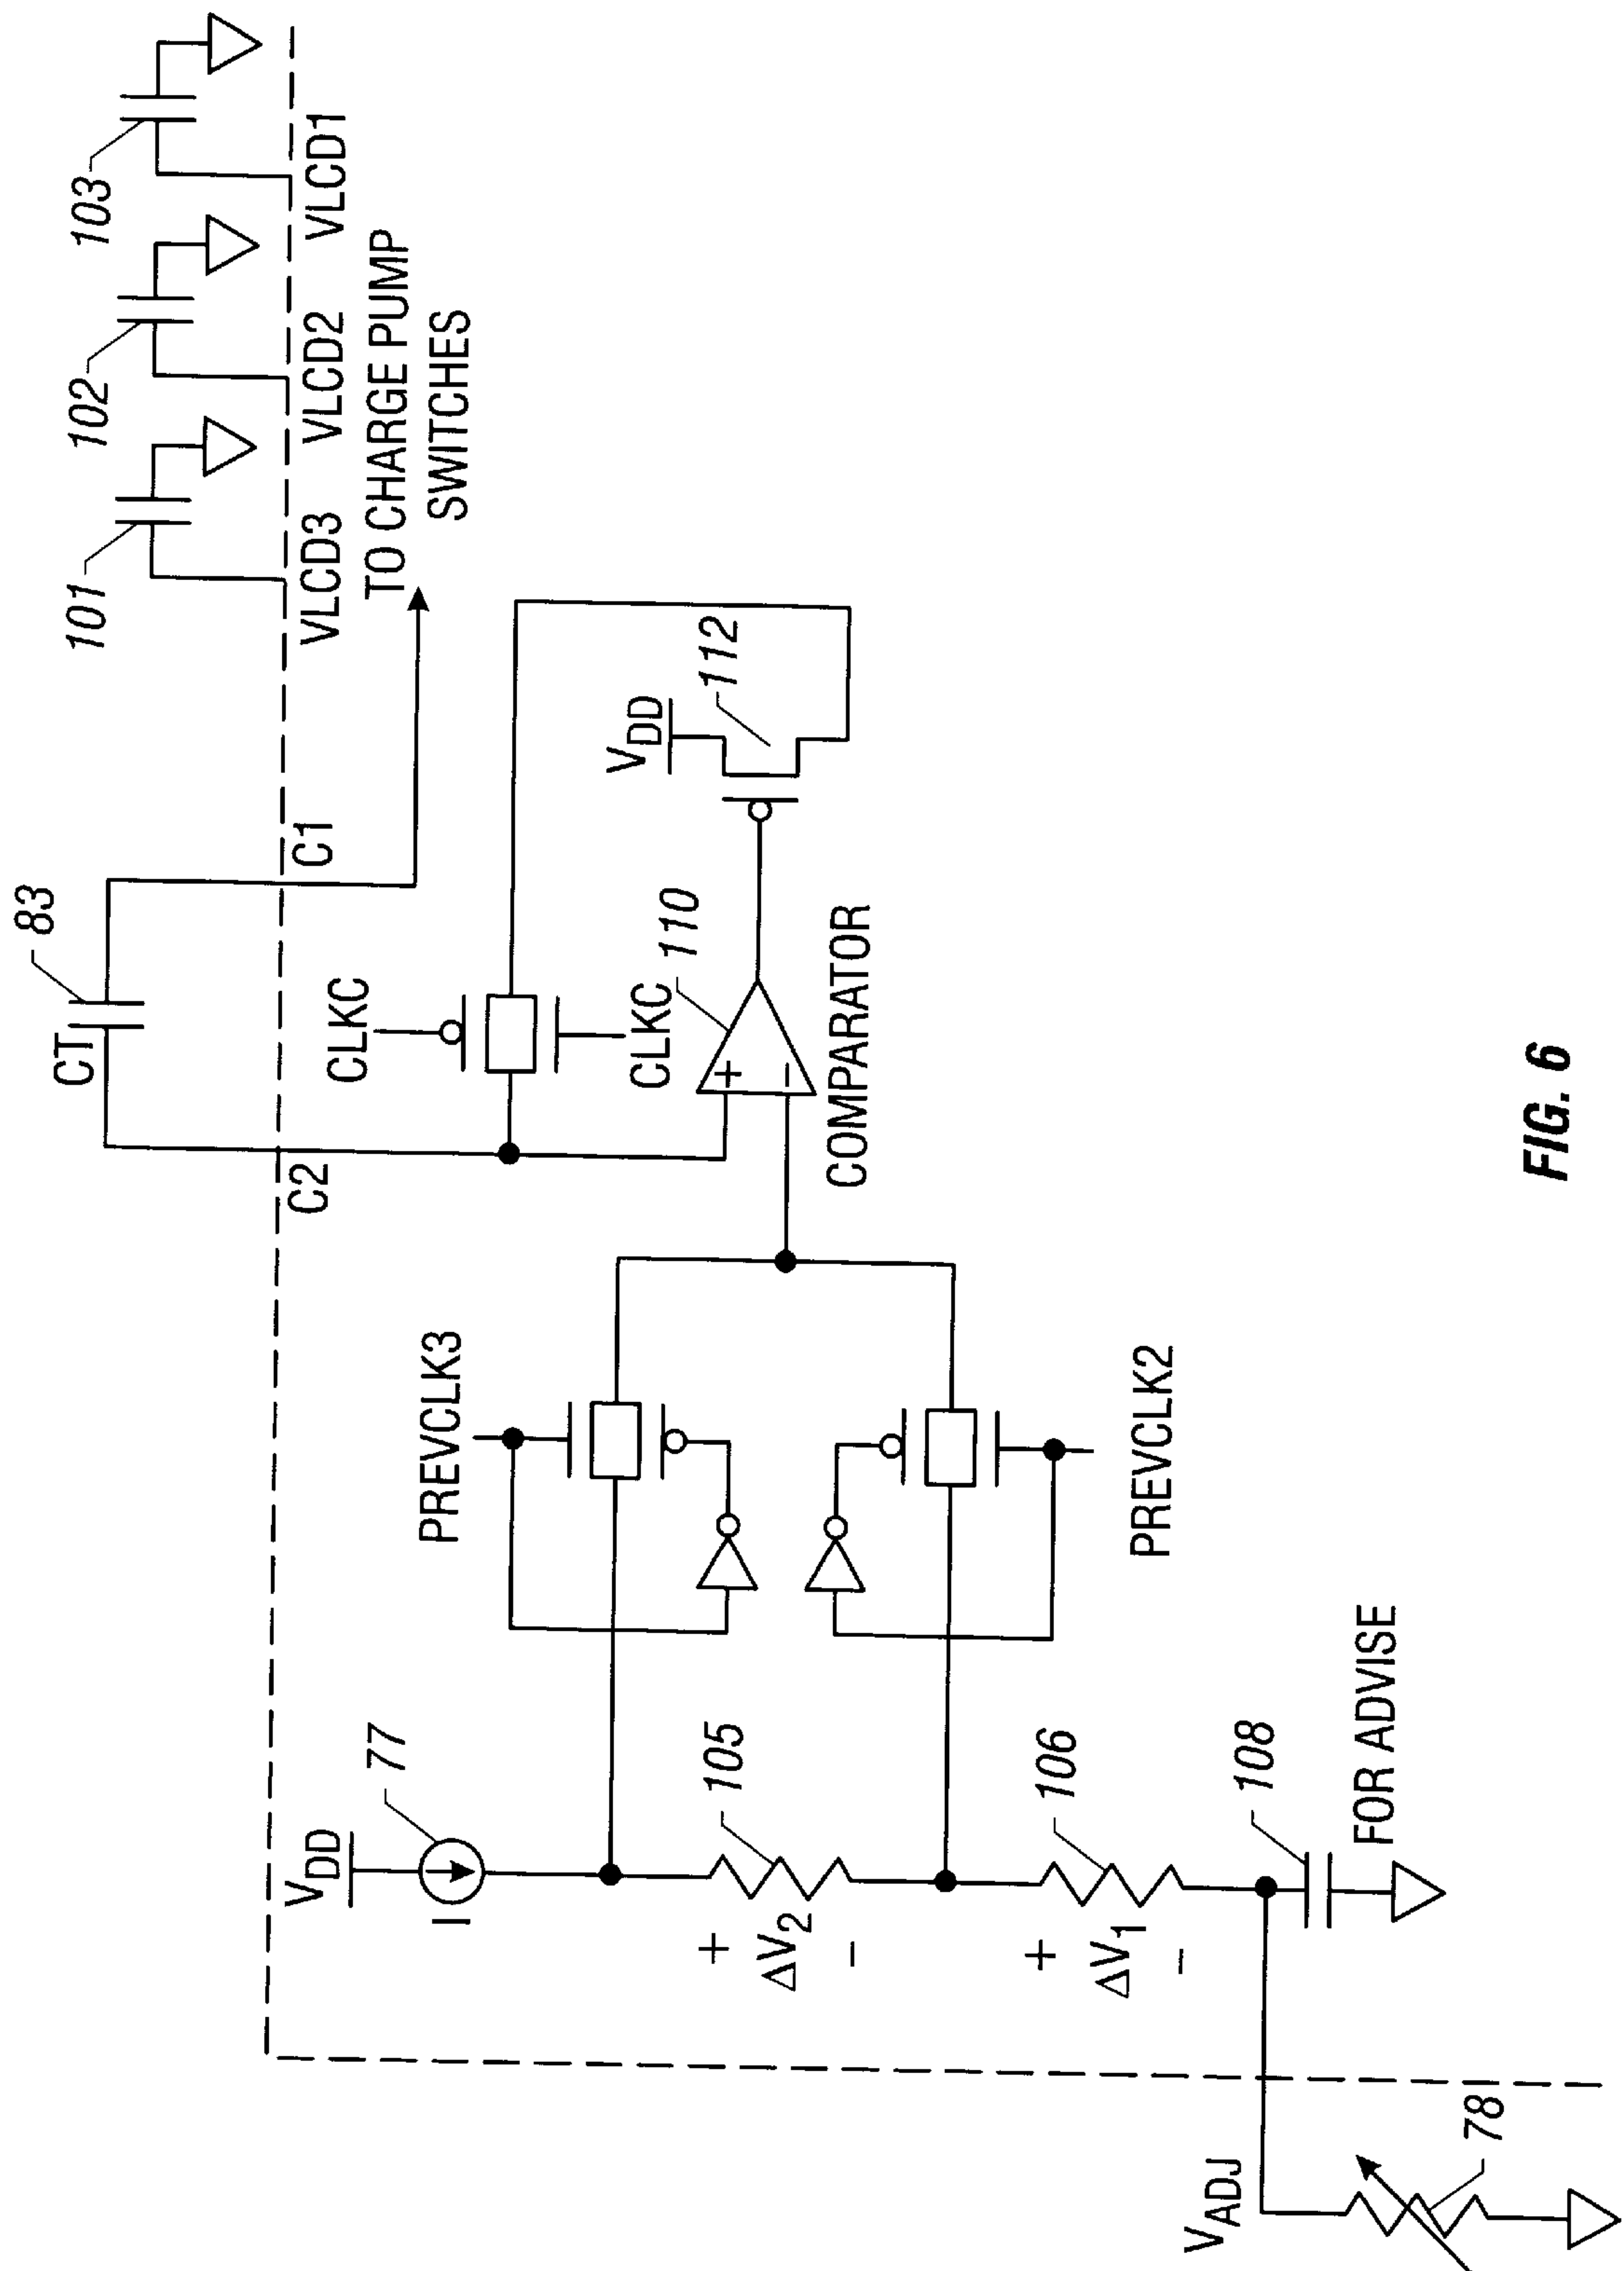 83
CT
C2
C1
101
102
103
VLCD3
VLCD2
VLCD1
TO CHARGE PUMP
SWITCHES
CLKC
CLKC
110
+
−
COMPARATOR
VDD
112
PREVCLK3
PREVCLK2
VDD
77
I
+
ΔV2
−
105
+
ΔV1
−
106
108
FOR ADVISE
VADJ
78
FIG. 6